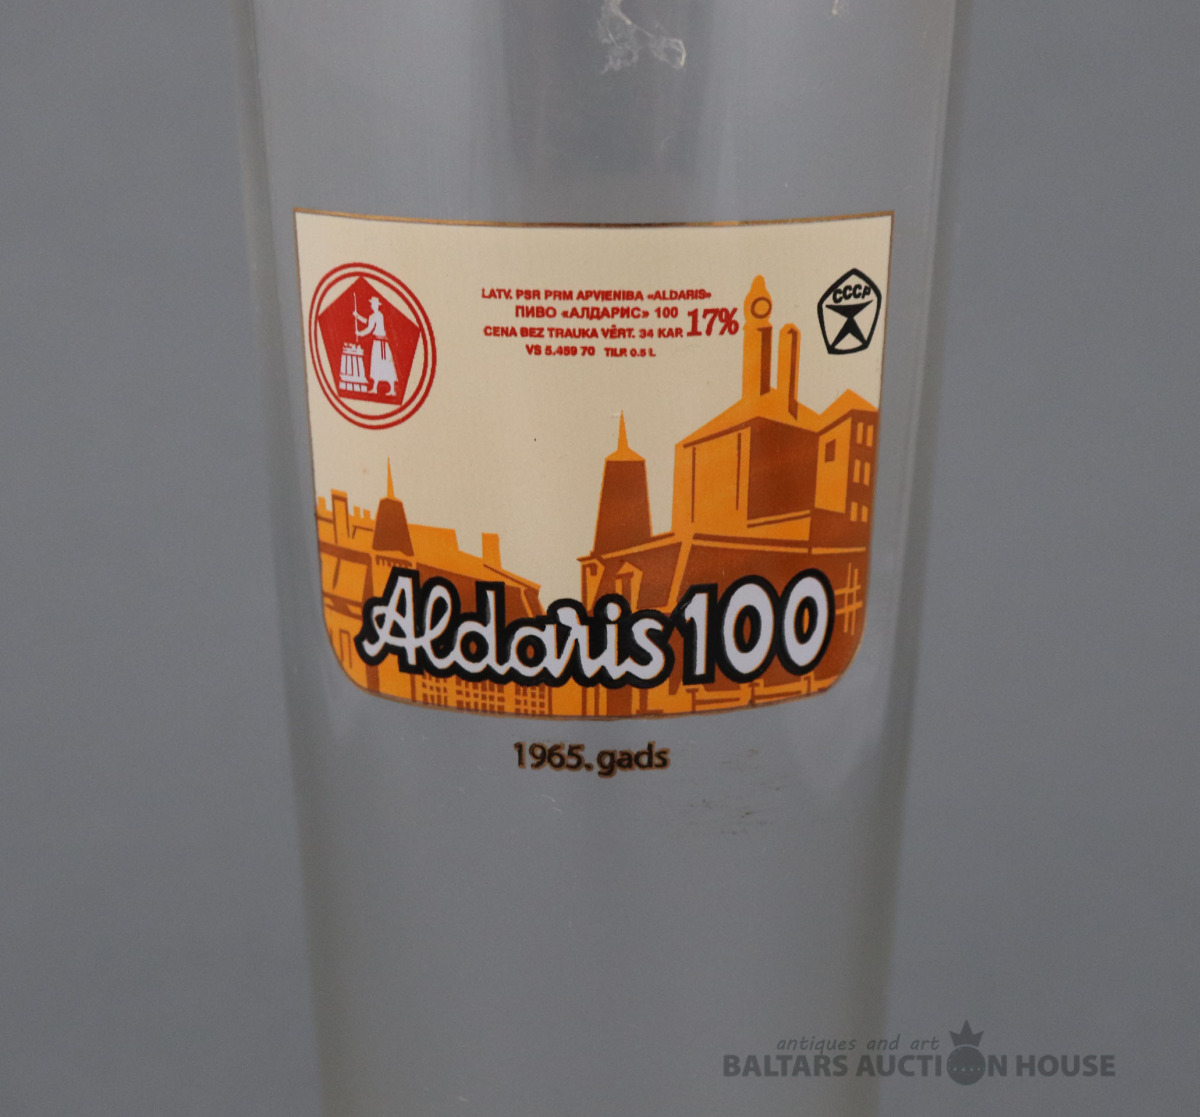 LATV. PSR PRM APVIENIBA «ALDARIS»
ПИВО «АЛДАРИС» 100
17%
CENA BEZ TRAUKA VĒRT. 34 KAP.
VS 5.459 70 TILP. 0.5 L
СССР
Aldaris 100
1965. gads
antiques and art
BALTARS AUCTION HOUSE